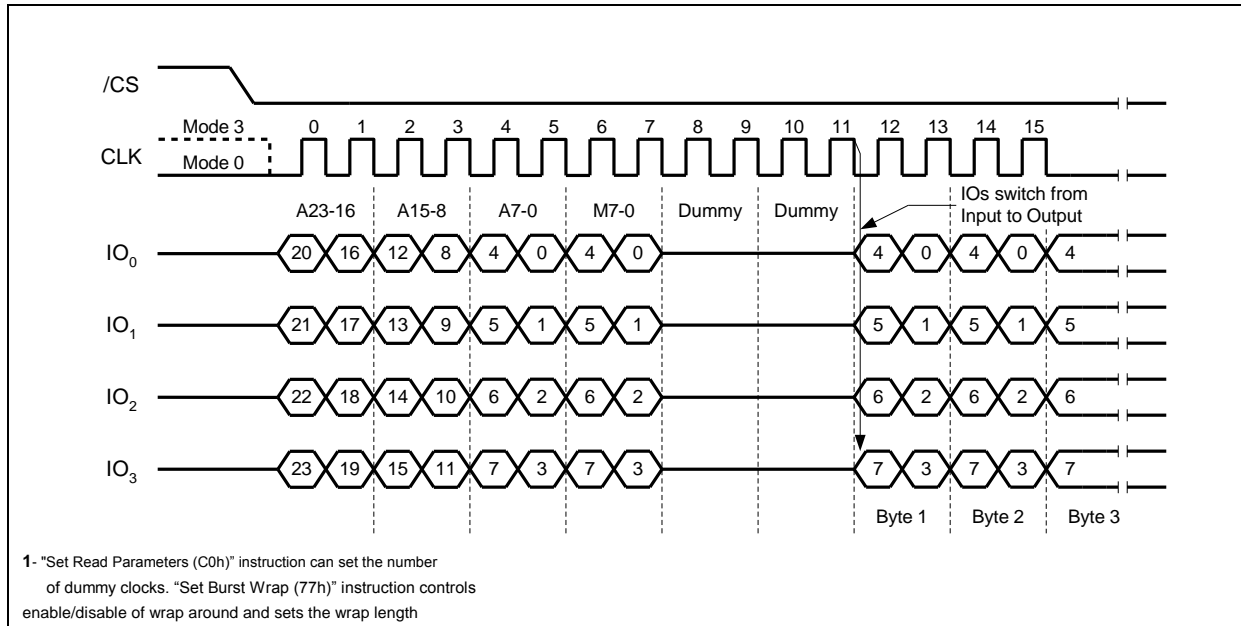 /CS
Mode 3 0 1 2 3 4 5 6 7 8 9 10 11 12 13 14 15
CLK Mode 0
A23-16 A15-8 A7-0 M7-0 Dummy Dummy IOs switch from
Input to Output
IO0 20 16 12 8 4 0 4 0 4 0 4 0 4
IO1 21 17 13 9 5 1 5 1 5 1 5 1 5
IO2 22 18 14 10 6 2 6 2 6 2 6 2 6
IO3 23 19 15 11 7 3 7 3 7 3 7 3 7
Byte 1 Byte 2 Byte 3
1- "Set Read Parameters (C0h)” instruction can set the number
of dummy clocks. “Set Burst Wrap (77h)” instruction controls
enable/disable of wrap around and sets the wrap length